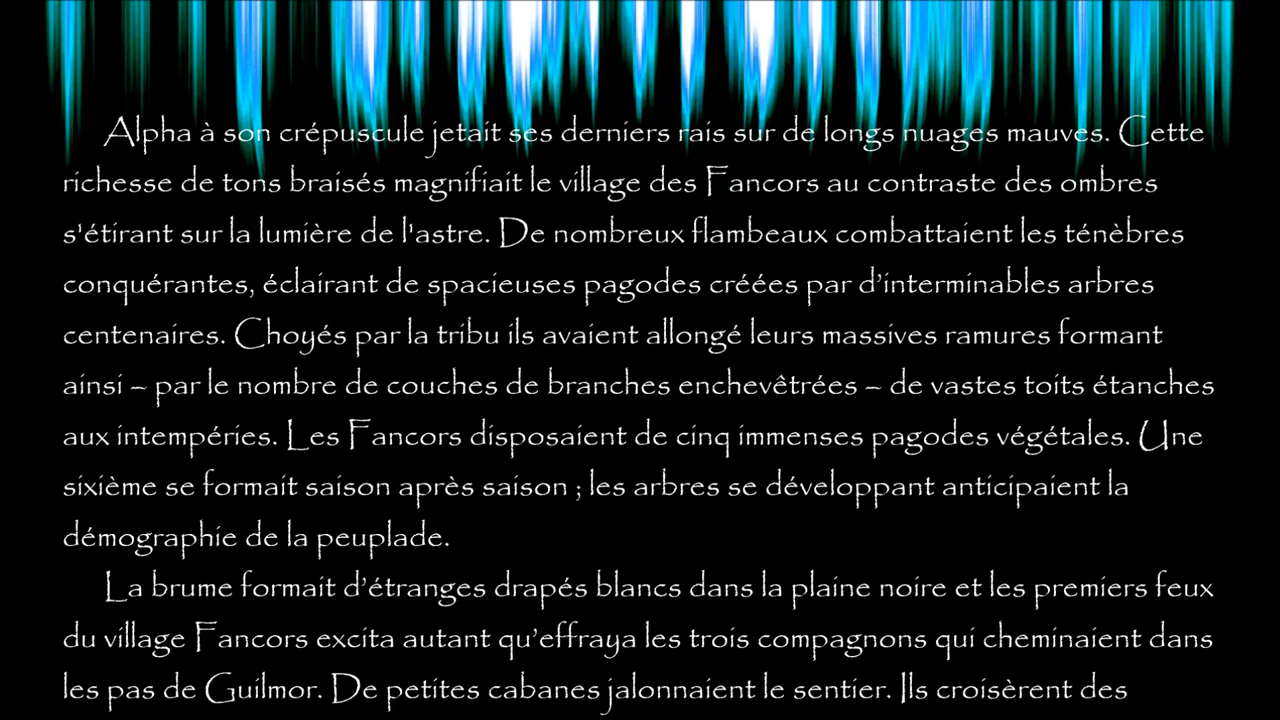 Alpha à son crépuscule jetait ses derniers rais sur de longs nuages mauves. Cette
richesse de tons braisés magnifiait le village des Fancors au contraste des ombres
s'étirant sur la lumière de l'astre. De nombreux flambeaux combattaient les ténèbres
conquérantes, éclairant de spacieuses pagodes créées par d’interminables arbres
centenaires. Choyés par la tribu ils avaient allongé leurs massives ramures formant
ainsi – par le nombre de couches de branches enchevêtrées – de vastes toits étanches
aux intempéries. Les Fancors disposaient de cinq immenses pagodes végétales. Une
sixième se formait saison après saison ; les arbres se développant anticipaient la
démographie de la peuplade.
La brume formait d’étranges drapés blancs dans la plaine noire et les premiers feux
du village Fancors excita autant qu’effraya les trois compagnons qui cheminaient dans
les pas de Guilmor. De petites cabanes jalonnaient le sentier. Ils croisèrent des